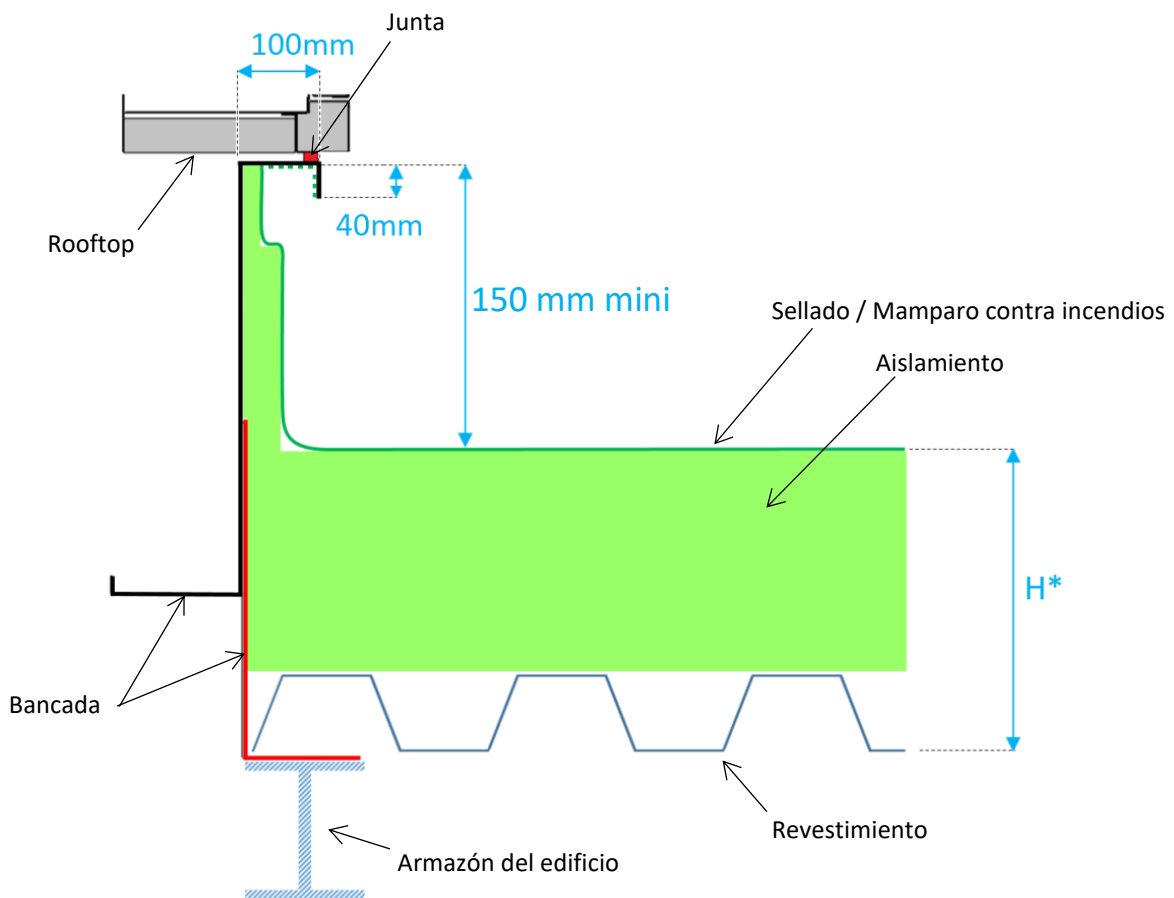 Junta
100mm
40mm
Rooftop
150 mm mini
Sellado / Mamparo contra incendios
Aislamiento
H*
Bancada
Revestimiento
Armazón del edificio